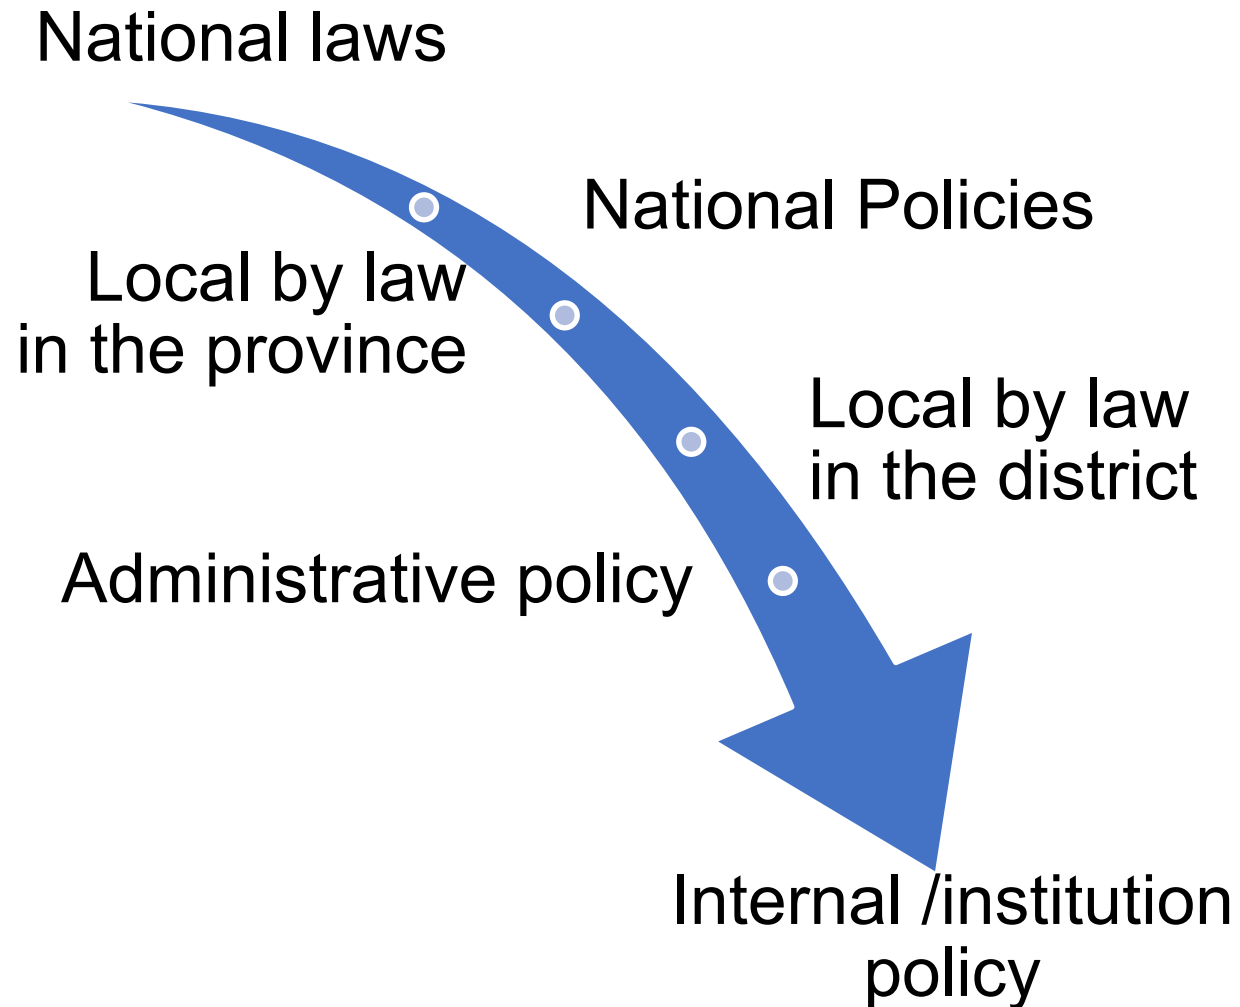 National laws
National Policies
Local by law
in the province
Local by law
in the district
Administrative policy
Internal /institution
policy